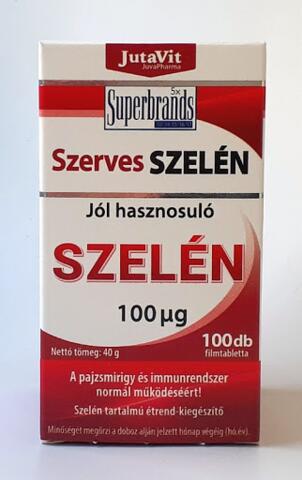 JutaVit
JuvaPharma
5x
Superbrands
Szerves SZELÉN
Jól hasznosuló
SZELÉN
100 µg
100db
filmtabletta
Nettó tömeg: 40 g
A pajzsmirigy és immunrendszer
normál működéséért!
Szelén tartalmú étrend-kiegészítő
Minőségét megőrzi a doboz alján jelzett hónap végéig (hó.év).